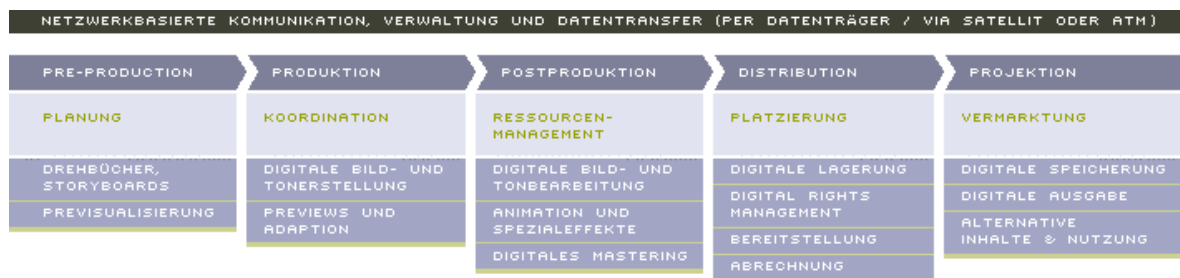 NETZWERKBASIERTE KOMMUNIKATION, VERWALTUNG UND DATENTRANSFER (PER DATENTRÄGER / VIA SATELLIT ODER ATM)
PRE-PRODUCTION
PRODUKTION
POSTPRODUKTION
DISTRIBUTION
PROJEKTION
PLANUNG
KOORDINATION
RESSOURCEN-
MANAGEMENT
PLATZIERUNG
VERMARKTUNG
DREHBÜCHER,
STORYBOARDS
PREVISUALISIERUNG
DIGITALE BILD- UND
TONERSTELLUNG
PREVIEWS UND
ADAPTION
DIGITALE BILD- UND
TONBEARBEITUNG
ANIMATION UND
SPEZIALEFFEKTE
DIGITALES MASTERING
DIGITALE LAGERUNG
DIGITAL RIGHTS
MANAGEMENT
BEREITSTELLUNG
ABRECHNUNG
DIGITALE SPEICHERUNG
DIGITALE AUSGABE
ALTERNATIVE
INHALTE & NUTZUNG